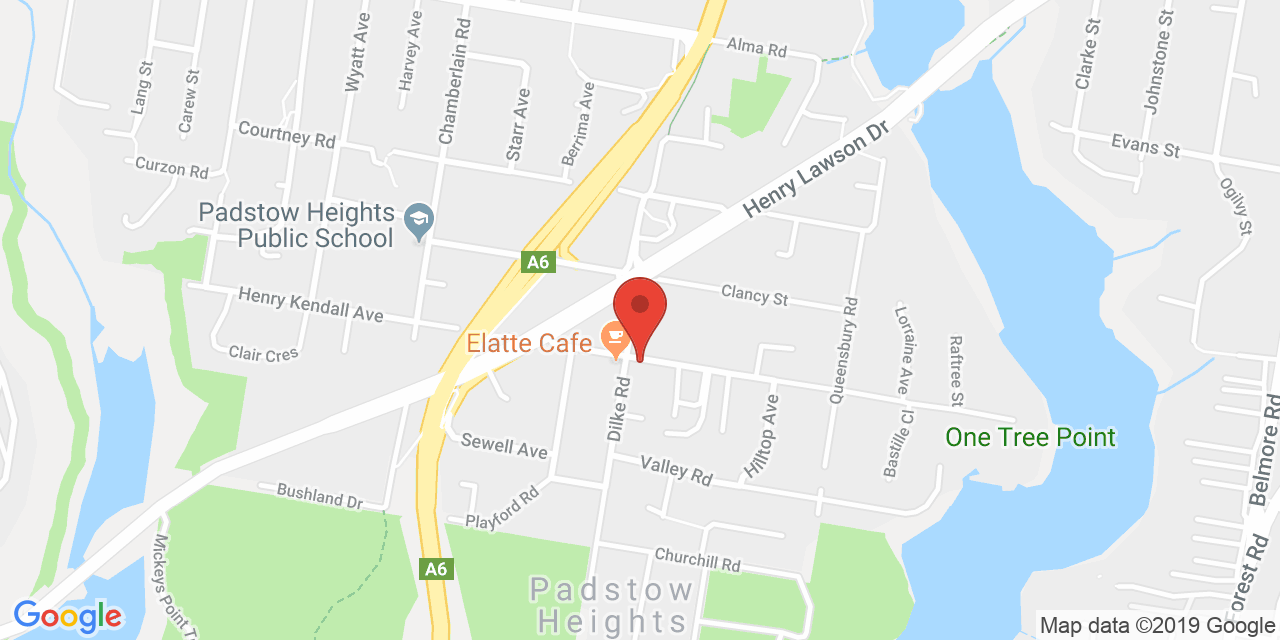 Alma Rd
Wyatt Ave
Harvey Ave
Chamberlain Rd
Lang St
Carew St
Starr Ave
Berrima Ave
Clarke St
Johnstone St
Courtney Rd
Curzon Rd
Henry Lawson Dr
Evans St
Ogilvy St
Padstow Heights
Public School
A6
Clancy St
Henry Kendall Ave
Clair Cres
Elatte Cafe
Queensbury Rd
Lorraine Ave
Raftree St
Dilke Rd
Hilltop Ave
Bastille Cl
One Tree Point
Belmore Rd
Sewell Ave
Valley Rd
Bushland Dr
Playford Rd
Mickeys Point Tr
Churchill Rd
A6
Padstow
Heights
Forest Rd
Google
Map data ©2019 Google